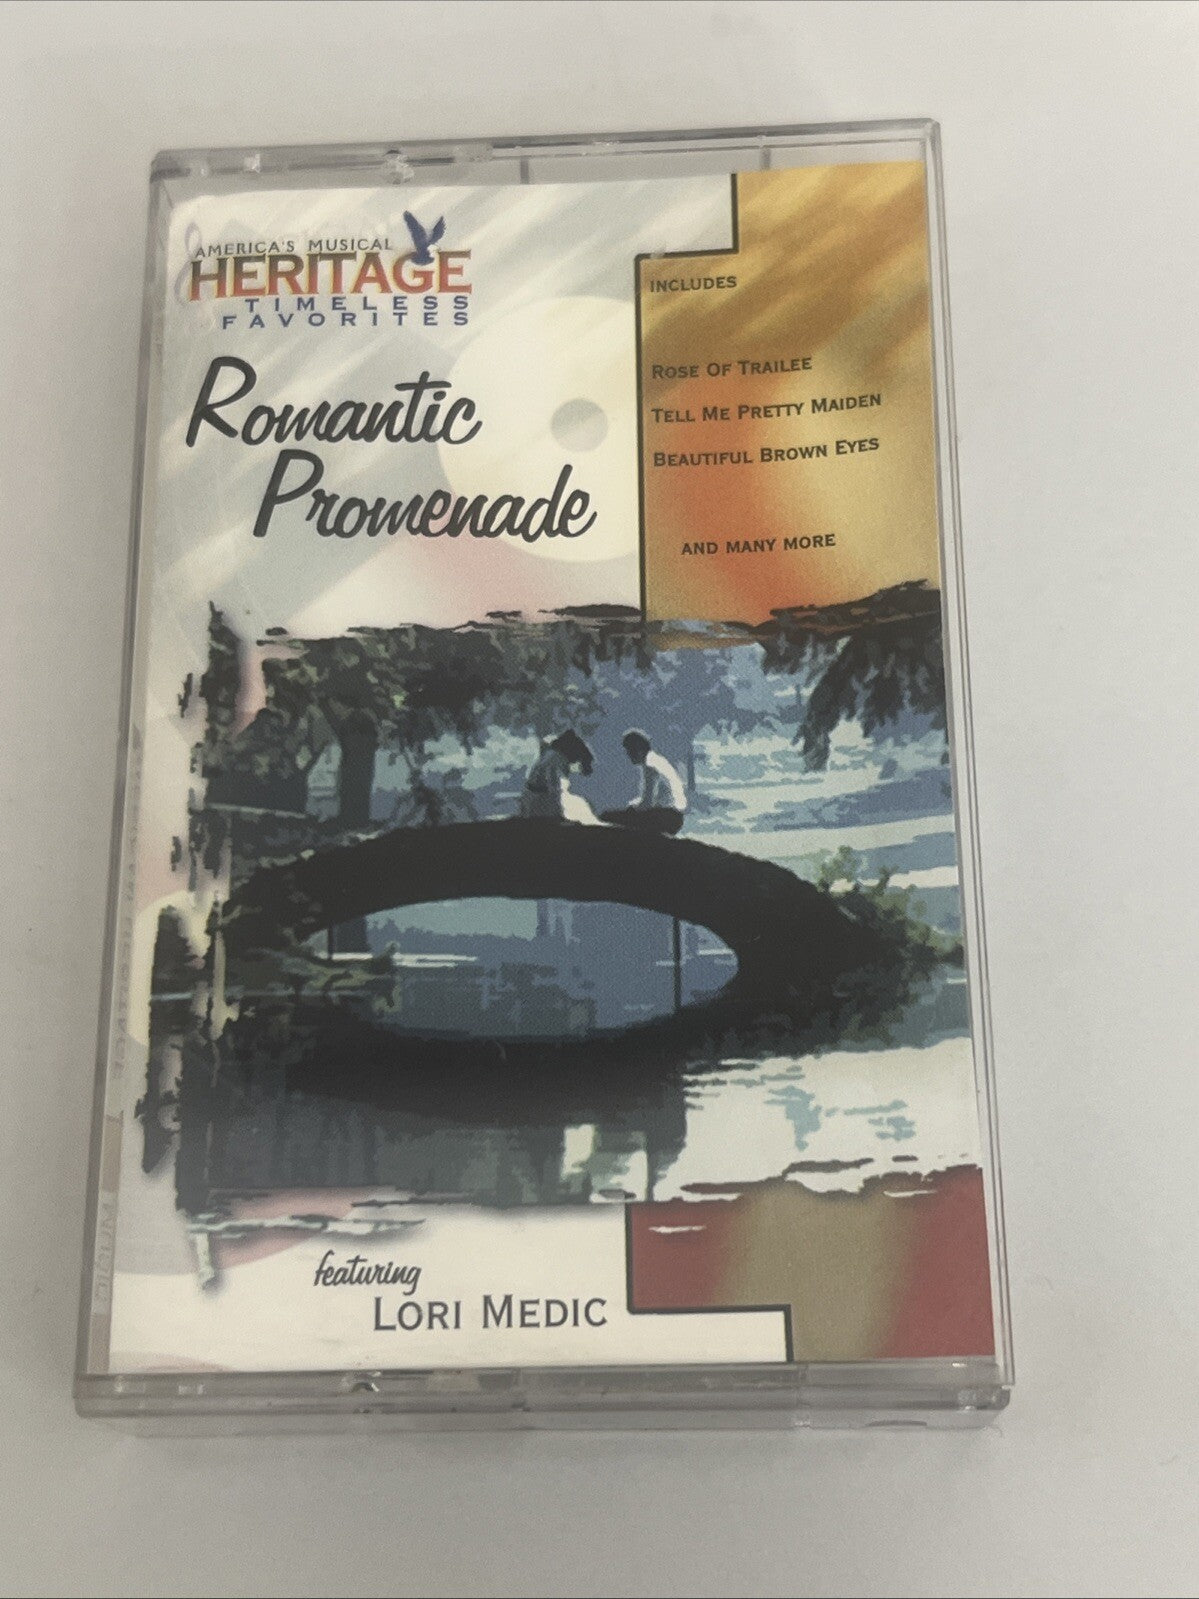 AMERICA'S MUSICAL
HERITAGE
TIMELESS
FAVORITES
Romantic
Promenade
INCLUDES
ROSE OF TRAILEE
TELL ME PRETTY MAIDEN
BEAUTIFUL BROWN EYES
AND MANY MORE
featuring
LORI MEDIC